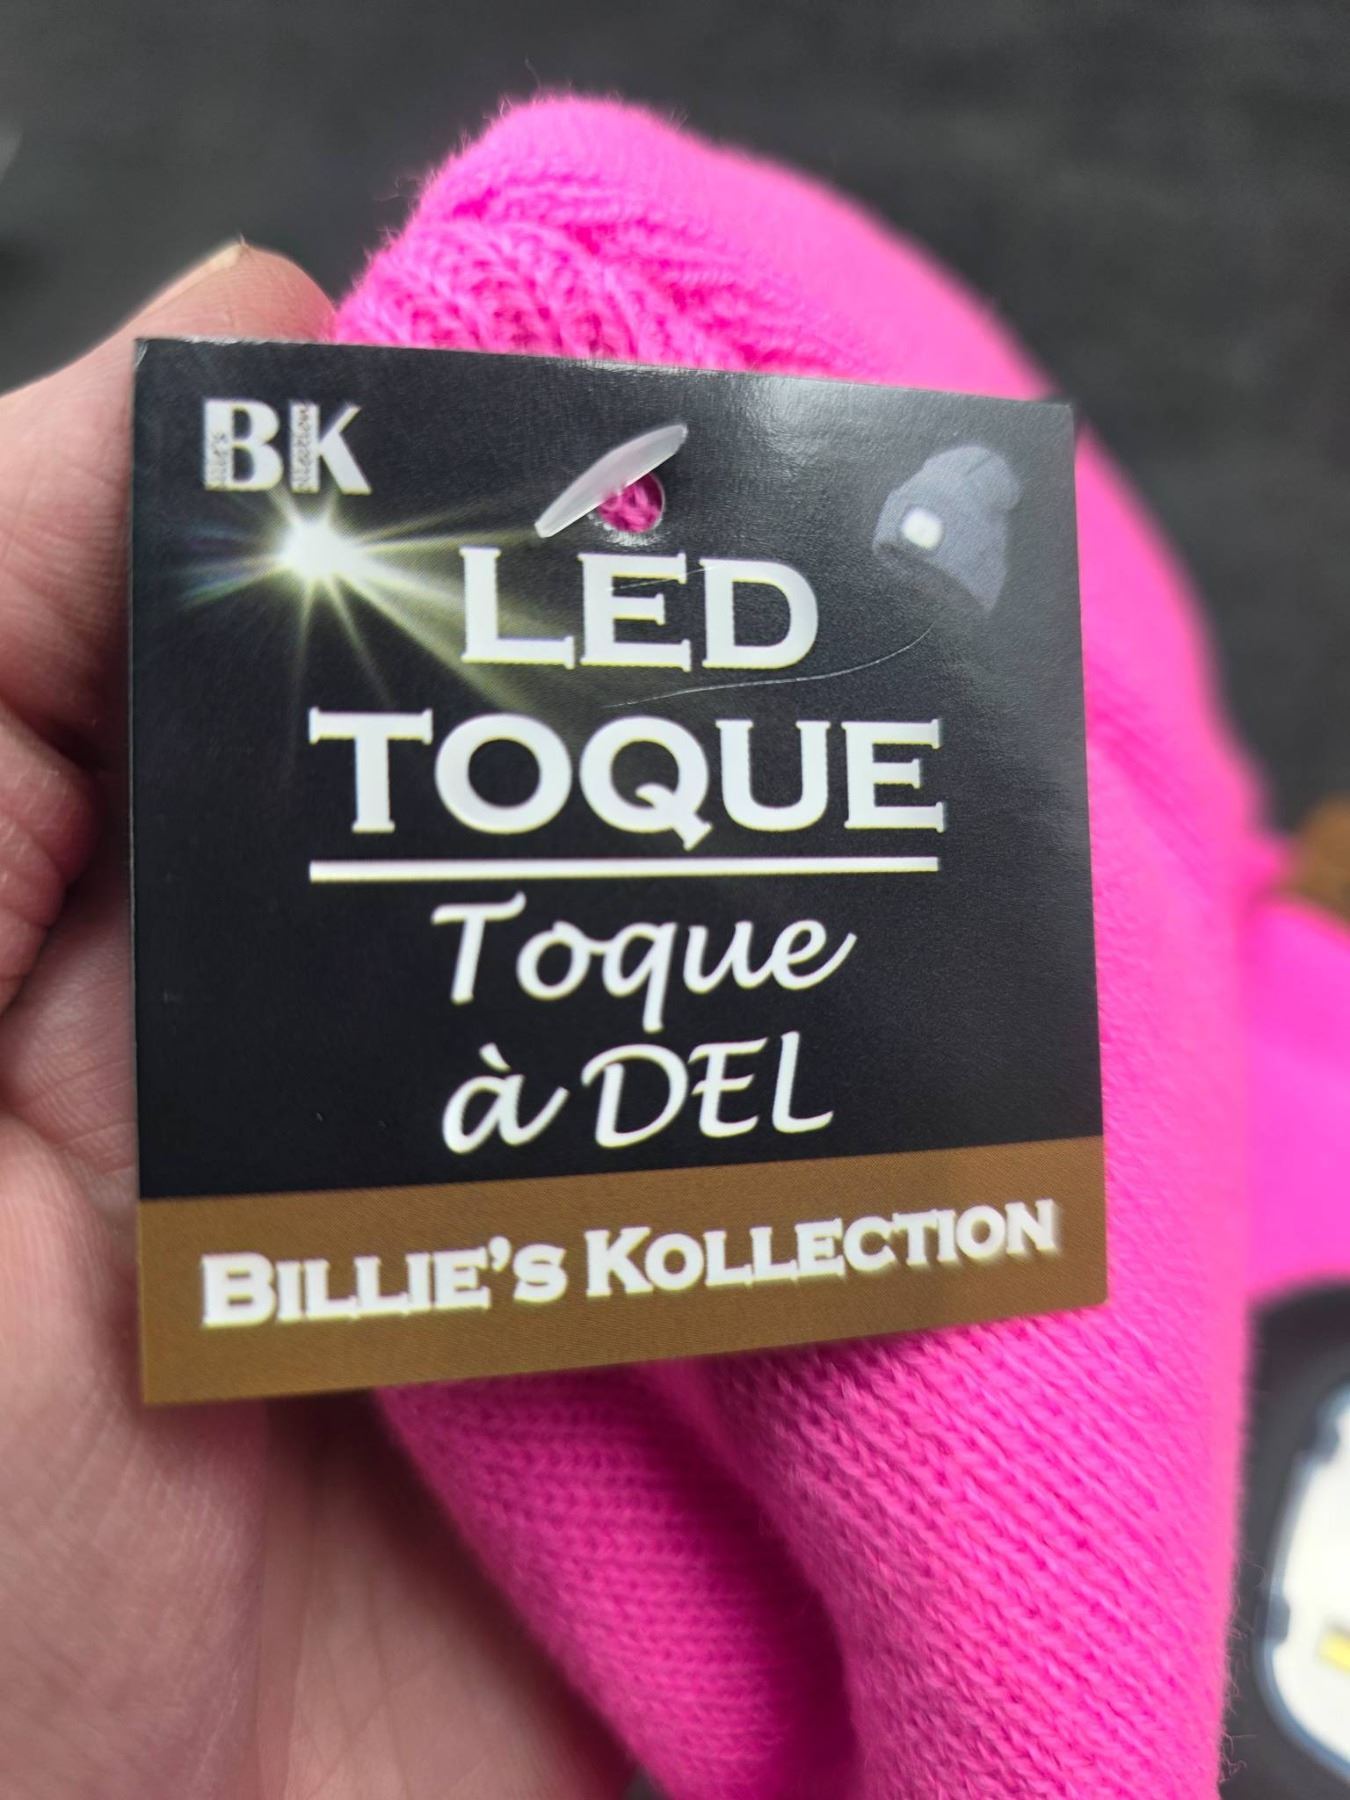 BK
LED
TOQUE
Toque
à DEL
BILLIE'S KOLLECTION